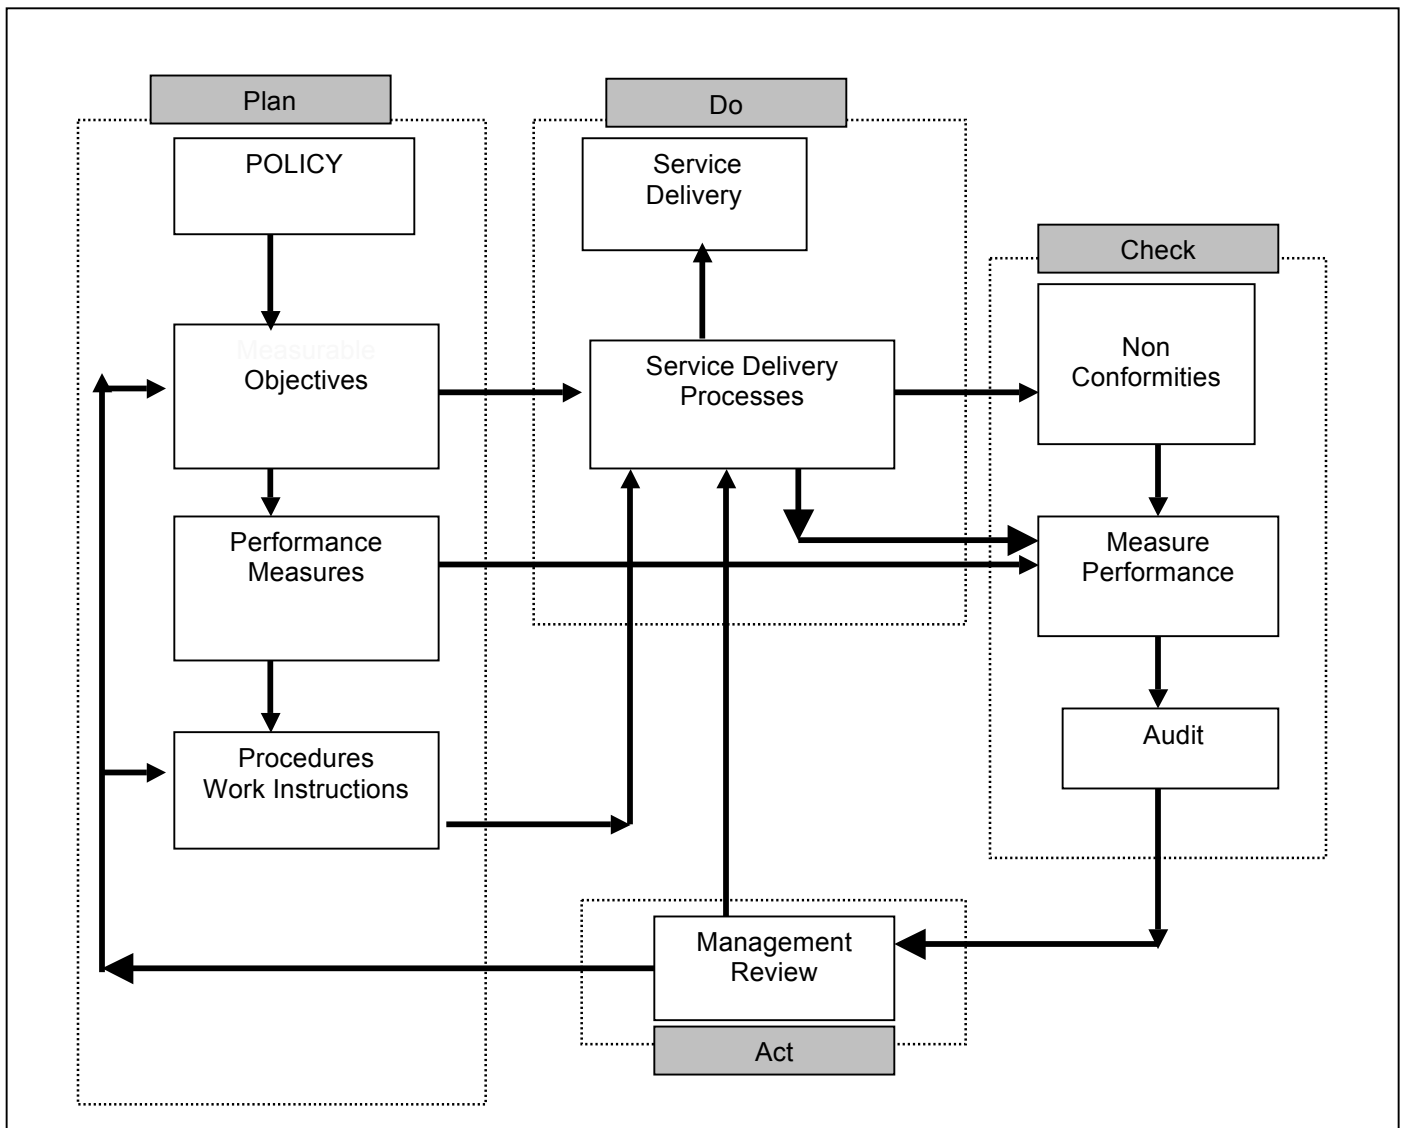 Plan
POLICY
Measurable
Objectives
Performance
Measures
Procedures
Work Instructions
Do
Service
Delivery
Service Delivery
Processes
Check
Non
Conformities
Measure
Performance
Audit
Management
Review
Act